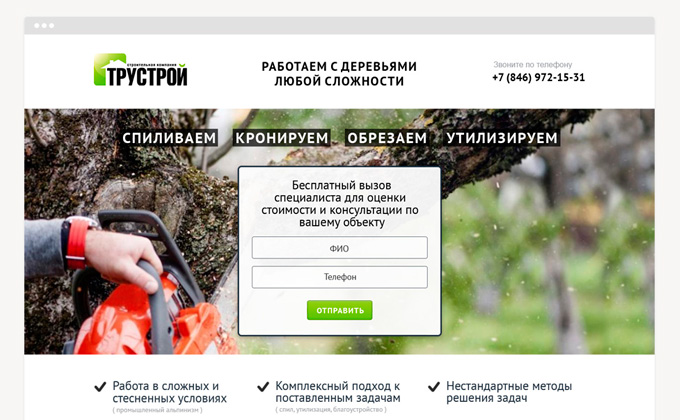 строительная компания
ТРУСТРОЙ
РАБОТАЕМ С ДЕРЕВЬЯМИ
ЛЮБОЙ СЛОЖНОСТИ
Звоните по телефону
+7 (846) 972-15-31
СПИЛИВАЕМ КРОНИРУЕМ ОБРЕЗАЕМ УТИЛИЗИРУЕМ
Бесплатный вызов
специалиста для оценки
стоимости и консультации по
вашему объекту
ФИО
Телефон
ОТПРАВИТЬ
Работа в сложных и
стесненных условиях
( промышленный альпинизм )
Комплексный подход к
поставленным задачам
( спил, утилизация, благоустройство )
Нестандартные методы
решения задач